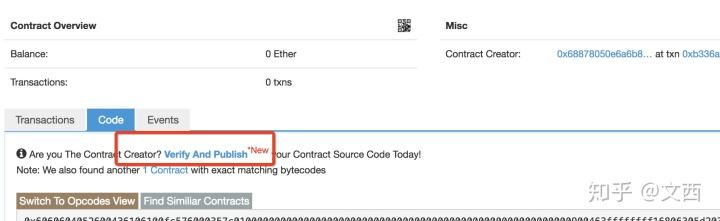 Contract Overview
Misc
Balance:
0 Ether
Contract Creator:
0x68878050e6a6b8... at txn 0xb336a
Transactions:
0 txns
Transactions
Code
Events
Are you The Contract Creator? Verify And Publish *New your Contract Source Code Today!
Note: We also found another 1 Contract with exact matching bytecodes
Switch To Opcodes View
Find Similiar Contracts
知乎 @文西